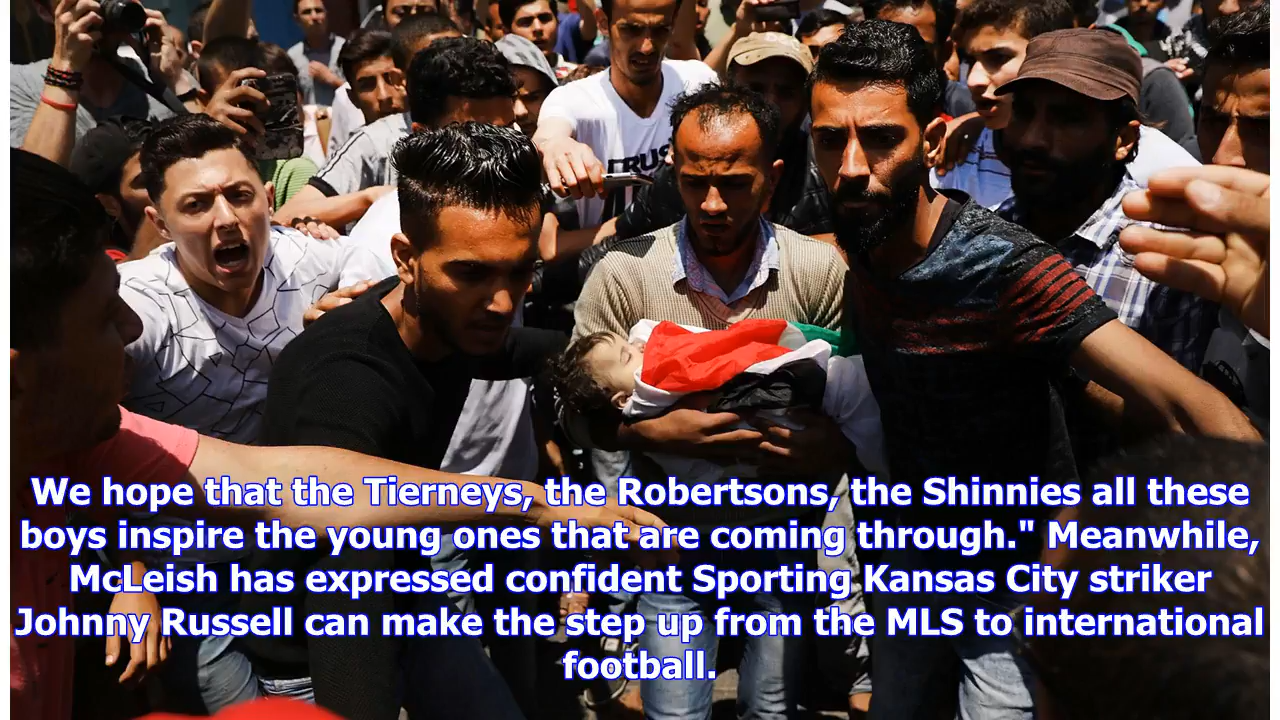 TRUS
We hope that the Tierneys, the Robertsons, the Shinnies all these
boys inspire the young ones that are coming through." Meanwhile,
McLeish has expressed confident Sporting Kansas City striker
Johnny Russell can make the step up from the MLS to international
football.